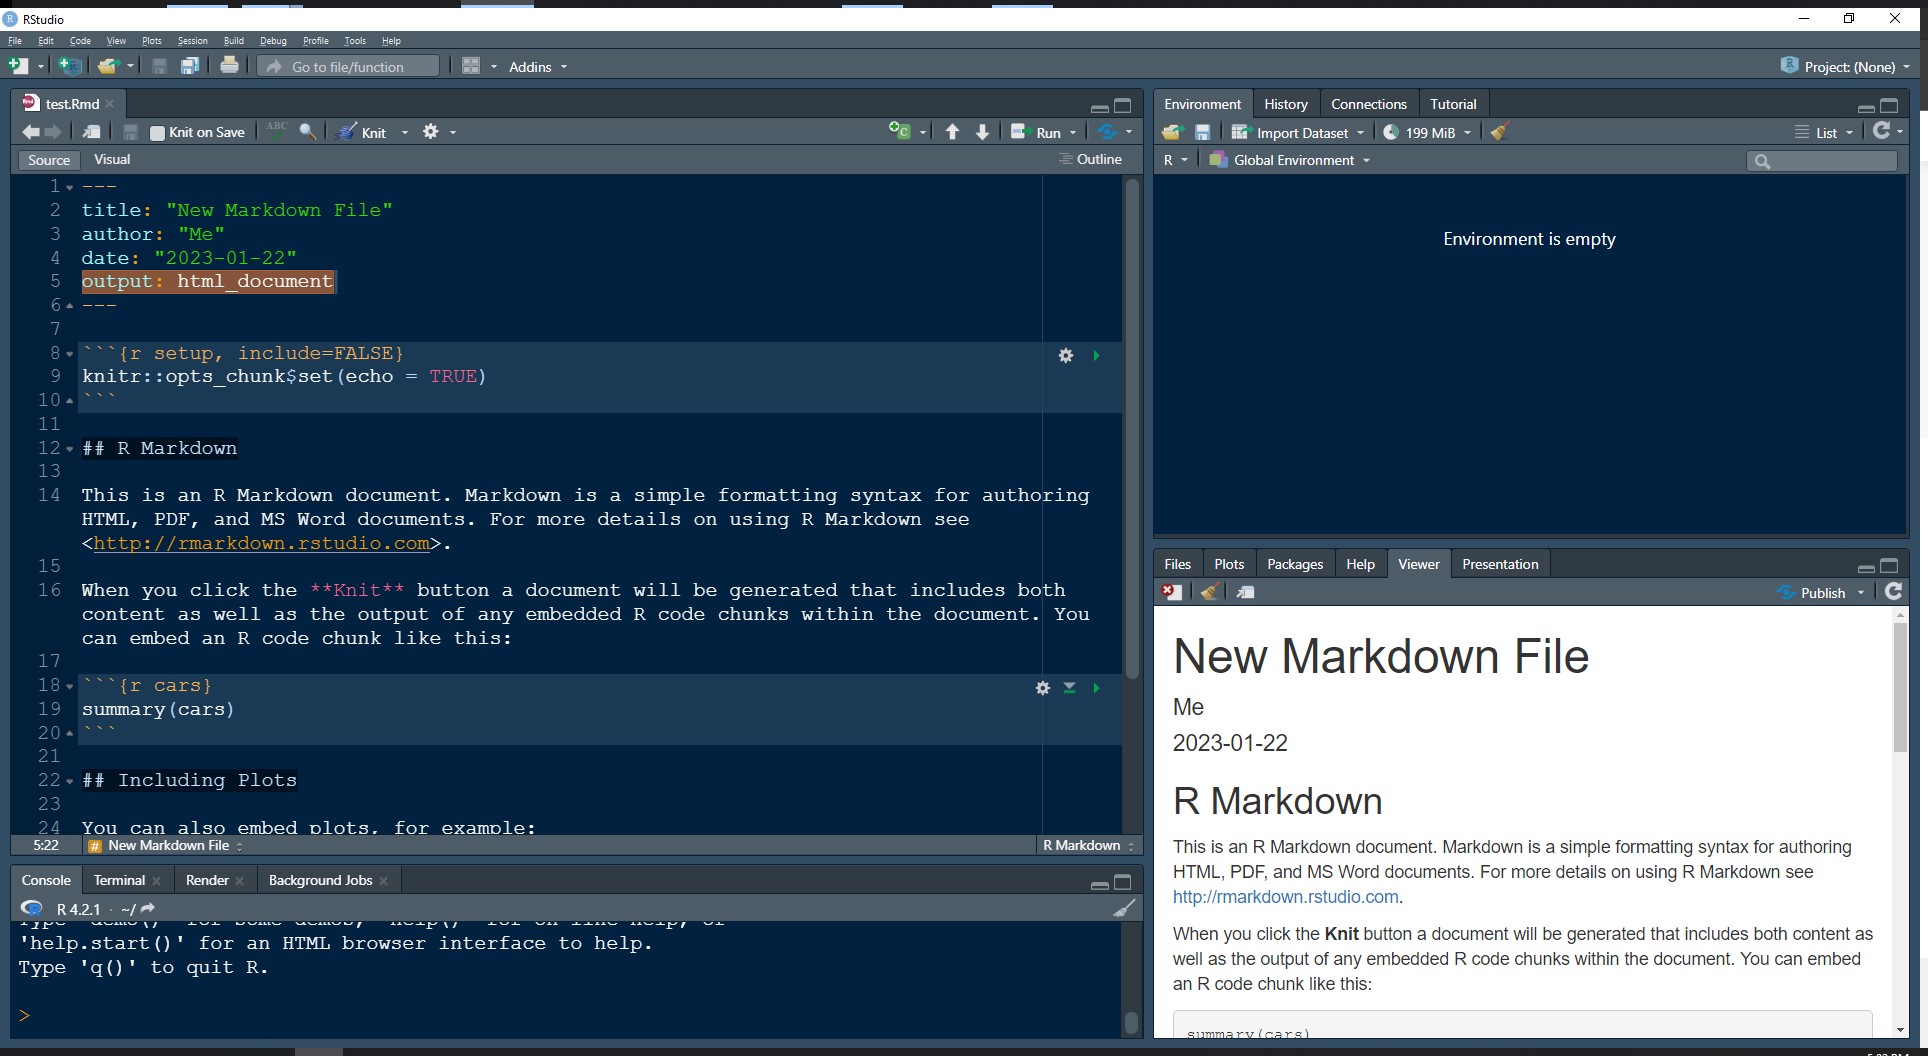 RStudio
File Edit Code View Plots Session Build Debug Profile Tools Help
Go to file/function Addins Project: (None)
test.Rmd
Knit on Save ABC Knit Run
Source Visual Outline
1 ---
2 title: "New Markdown File"
3 author: "Me"
4 date: "2023-01-22"
5 output: html_document
6 ---
7
8 ```{r setup, include=FALSE}
9 knitr::opts_chunk$set(echo = TRUE)
10 ```
11
12 ## R Markdown
13
14 This is an R Markdown document. Markdown is a simple formatting syntax for authoring
HTML, PDF, and MS Word documents. For more details on using R Markdown see
<http://rmarkdown.rstudio.com>.
15
16 When you click the **Knit** button a document will be generated that includes both
content as well as the output of any embedded R code chunks within the document. You
can embed an R code chunk like this:
17
18 ```{r cars}
19 summary(cars)
20 ```
21
22 ## Including Plots
23
24 You can also embed plots, for example:
5:22 # New Markdown File R Markdown
Console Terminal Render Background Jobs
R 4.2.1 · ~/
Type 'demo()' for some demos, 'help()' for on-line help, or
'help.start()' for an HTML browser interface to help.
Type 'q()' to quit R.
>
Environment History Connections Tutorial
Import Dataset 199 MiB List
R Global Environment
Environment is empty
Files Plots Packages Help Viewer Presentation
Publish
New Markdown File
Me
2023-01-22
R Markdown
This is an R Markdown document. Markdown is a simple formatting syntax for authoring
HTML, PDF, and MS Word documents. For more details on using R Markdown see
http://rmarkdown.rstudio.com.
When you click the Knit button a document will be generated that includes both content as
well as the output of any embedded R code chunks within the document. You can embed
an R code chunk like this:
summary(cars)